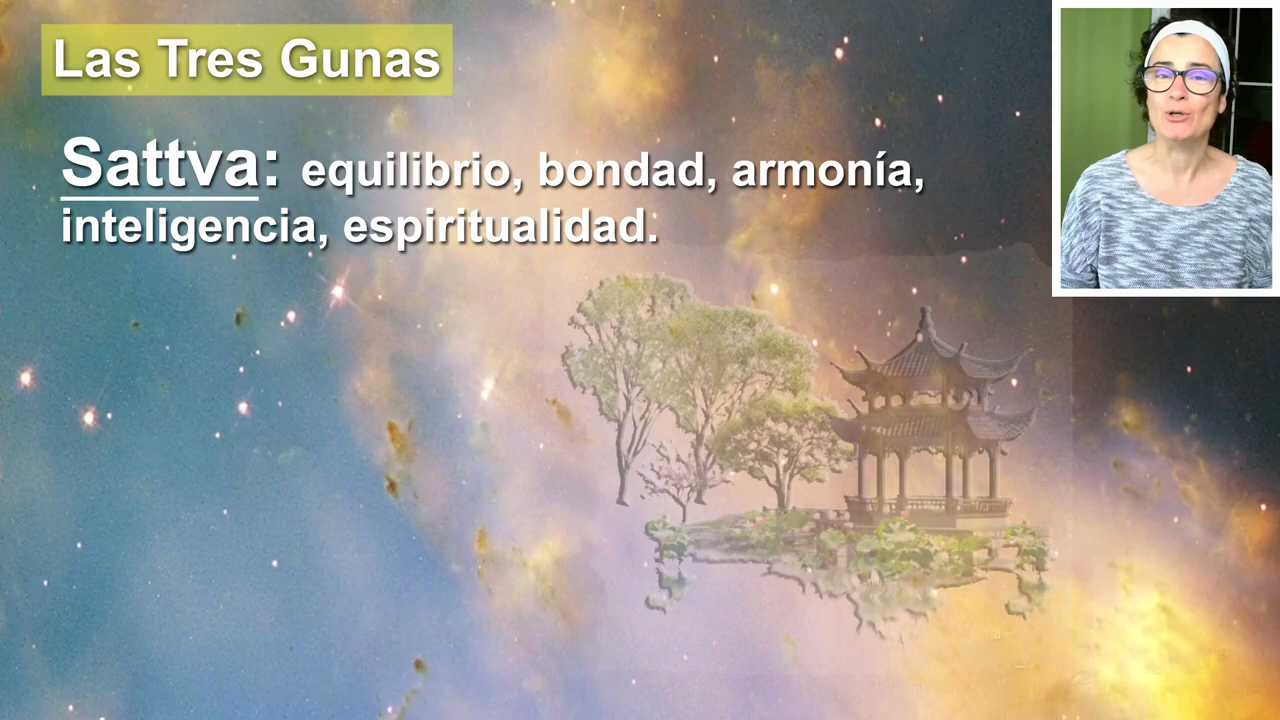 Las Tres Gunas
Sattva: equilibrio, bondad, armonía,
inteligencia, espiritualidad.